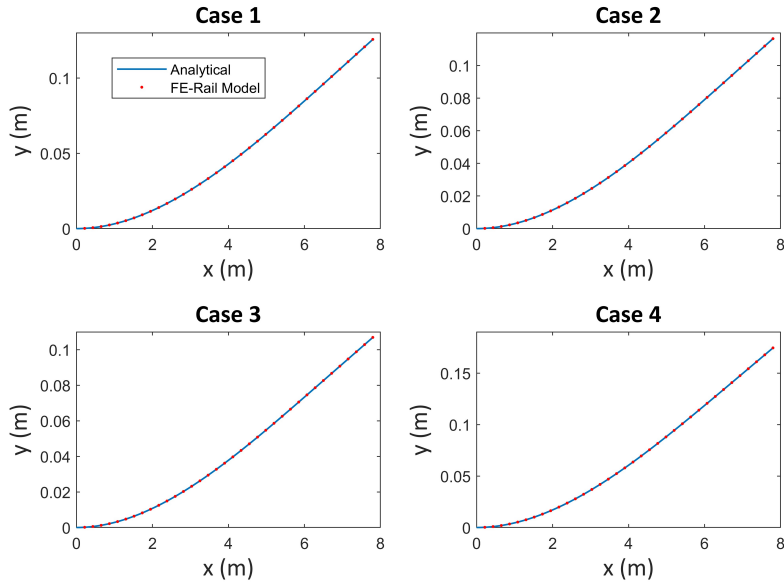 Case 1
Analytical
FE-Rail Model
0.1
0.05
0
0 2 4 6 8
y (m)
x (m)
Case 2
0.1
0.08
0.06
0.04
0.02
0
0 2 4 6 8
y (m)
x (m)
Case 3
0.1
0.08
0.06
0.04
0.02
0
0 2 4 6 8
y (m)
x (m)
Case 4
0.15
0.1
0.05
0
0 2 4 6 8
y (m)
x (m)